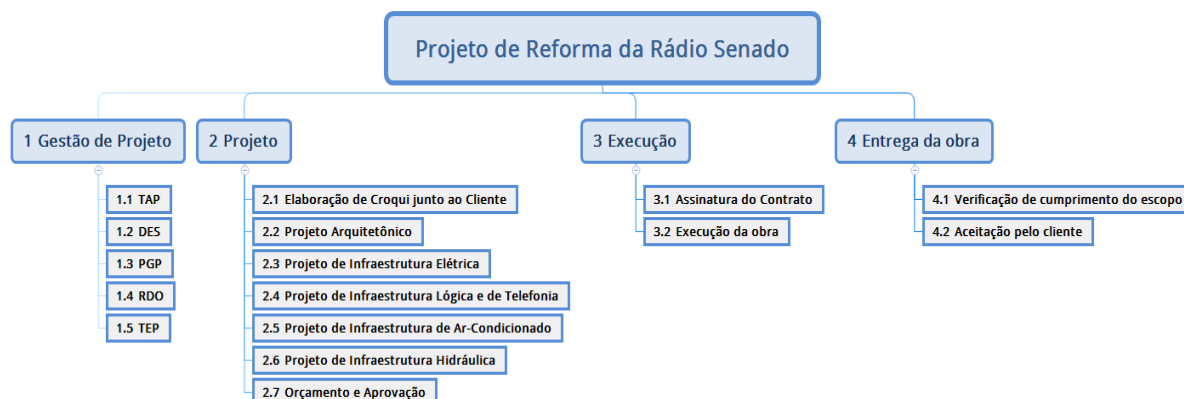 Projeto de Reforma da Rádio Senado
1 Gestão de Projeto
1.1 TAP
1.2 DES
1.3 PGP
1.4 RDO
1.5 TEP
2 Projeto
2.1 Elaboração de Croqui junto ao Cliente
2.2 Projeto Arquitetônico
2.3 Projeto de Infraestrutura Elétrica
2.4 Projeto de Infraestrutura Lógica e de Telefonia
2.5 Projeto de Infraestrutura de Ar-Condicionado
2.6 Projeto de Infraestrutura Hidráulica
2.7 Orçamento e Aprovação
3 Execução
3.1 Assinatura do Contrato
3.2 Execução da obra
4 Entrega da obra
4.1 Verificação de cumprimento do escopo
4.2 Aceitação pelo cliente